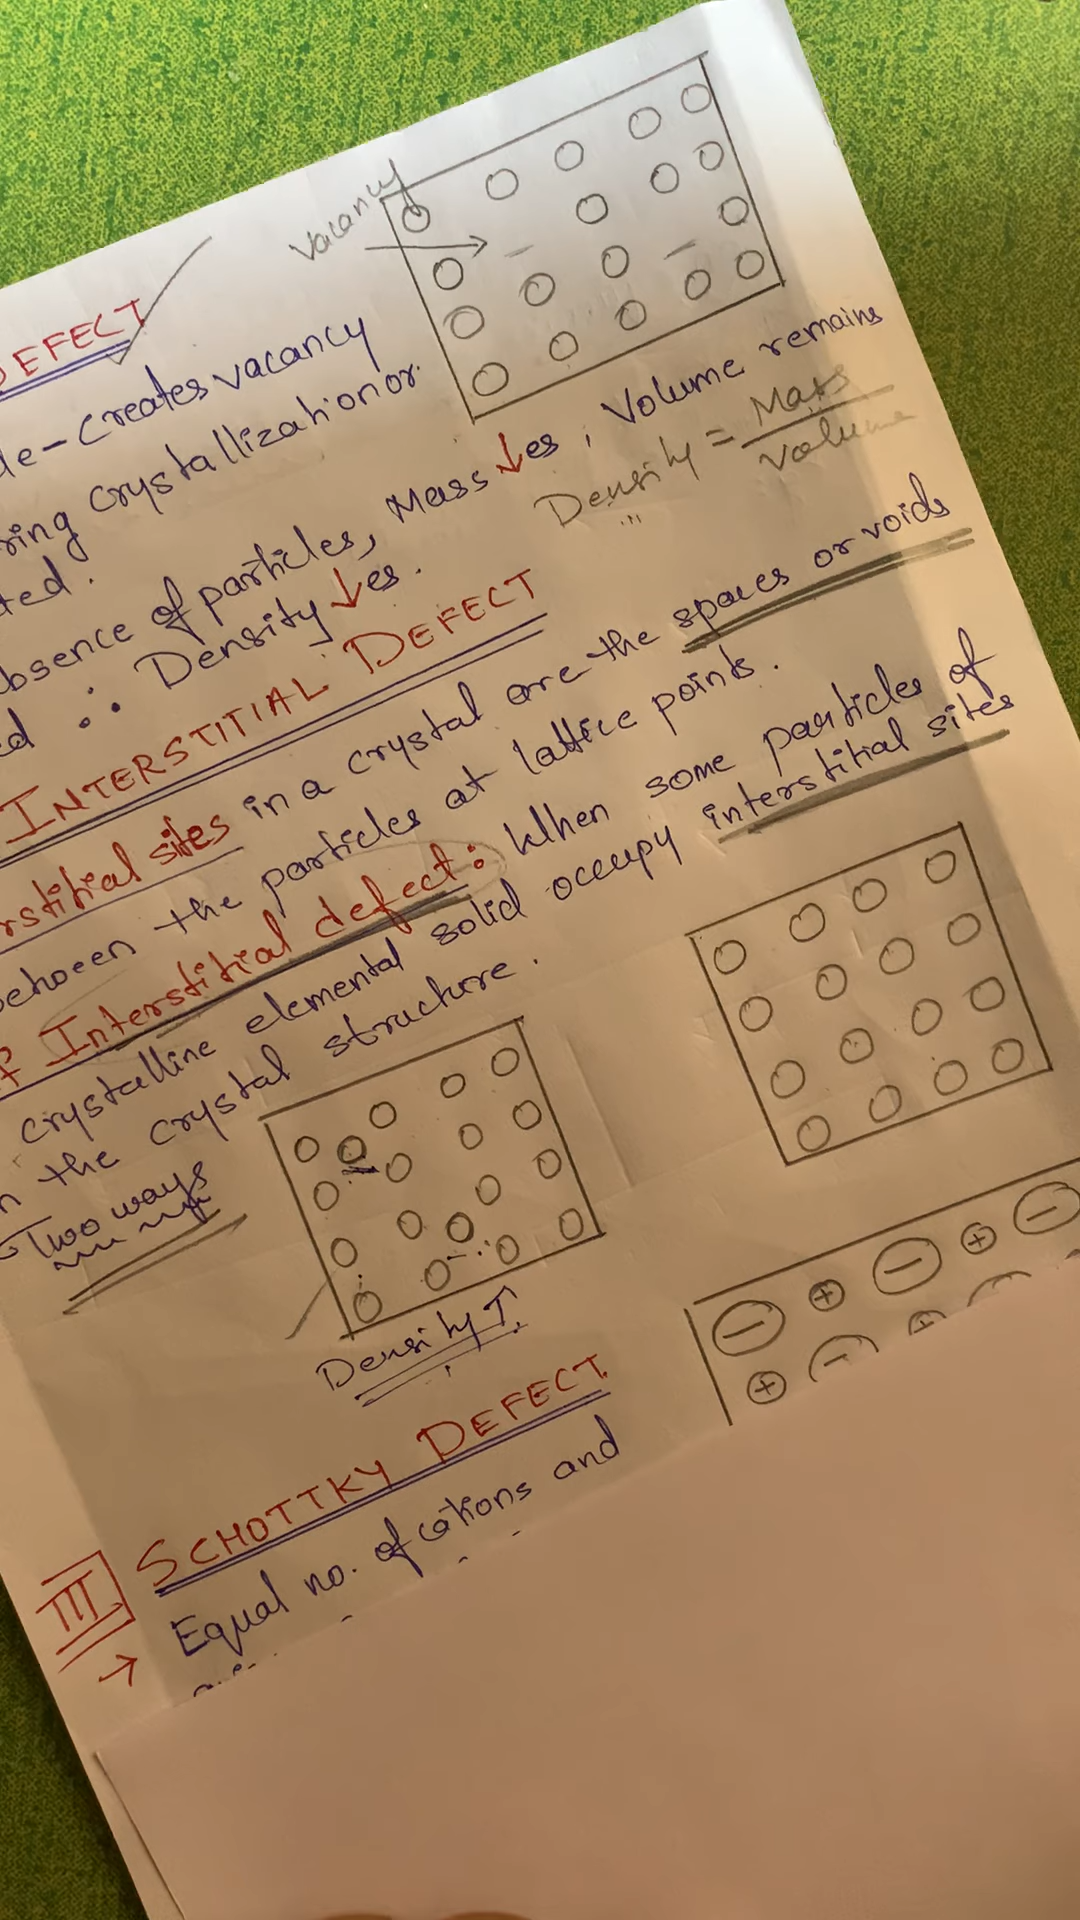 Vacancy
DEFECT
de - Creates vacancy
ring crystallization or
ted.
bsence of particles, Mass ↓es, Volume remains
ed ∴ Density ↓es.
Density = Mass / Volume
INTERSTITIAL DEFECT
rstitial sites in a crystal are the spaces or voids
between the particles at lattice points.
f Interstitial defect: When some particles of
crystalline elemental solid occupy interstitial sites
n the crystal structure.
Two ways
Density ↑.
− + − + −
+ − +
III SCHOTTKY DEFECT
→ Equal no. of cations and